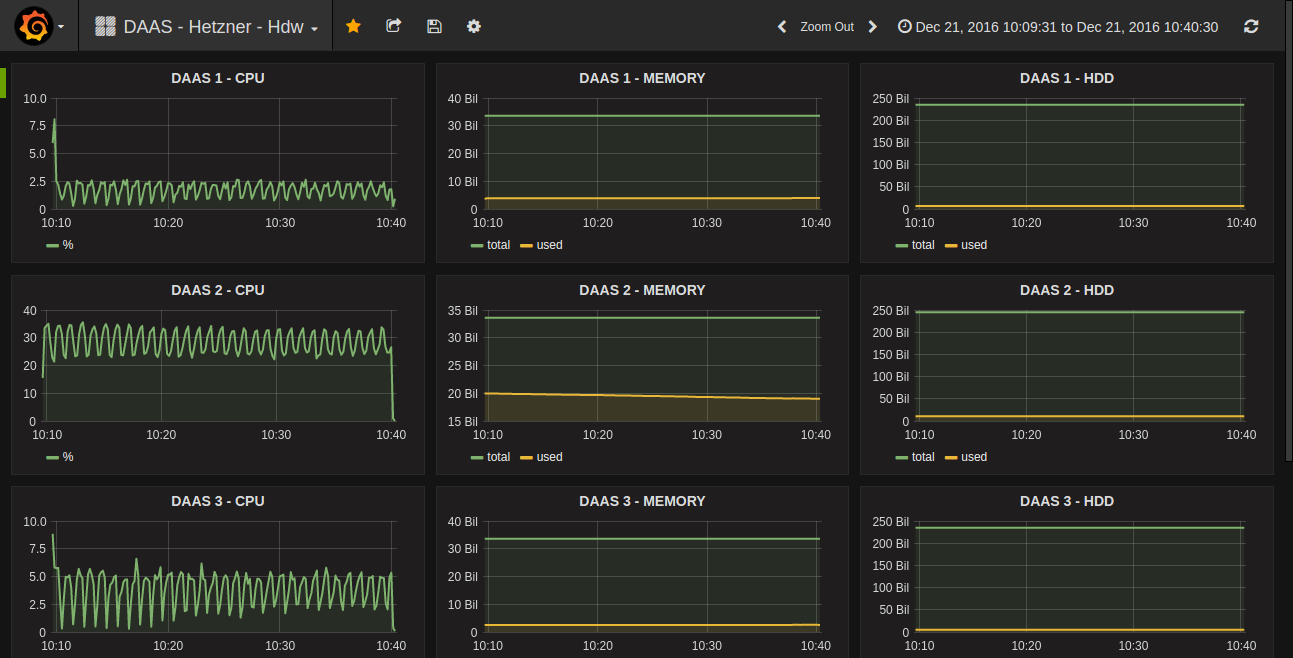 DAAS - Hetzner - Hdw
Zoom Out
Dec 21, 2016 10:09:31 to Dec 21, 2016 10:40:30
DAAS 1 - CPU
10.0
7.5
5.0
2.5
0
10:10 10:20 10:30 10:40
%
DAAS 1 - MEMORY
40 Bil
30 Bil
20 Bil
10 Bil
0
10:10 10:20 10:30 10:40
total used
DAAS 1 - HDD
250 Bil
200 Bil
150 Bil
100 Bil
50 Bil
0
10:10 10:20 10:30 10:40
total used
DAAS 2 - CPU
40
30
20
10
0
10:10 10:20 10:30 10:40
%
DAAS 2 - MEMORY
35 Bil
30 Bil
25 Bil
20 Bil
15 Bil
10:10 10:20 10:30 10:40
total used
DAAS 2 - HDD
250 Bil
200 Bil
150 Bil
100 Bil
50 Bil
0
10:10 10:20 10:30 10:40
total used
DAAS 3 - CPU
10.0
7.5
5.0
2.5
0
10:10 10:20 10:30 10:40
DAAS 3 - MEMORY
40 Bil
30 Bil
20 Bil
10 Bil
0
10:10 10:20 10:30 10:40
DAAS 3 - HDD
250 Bil
200 Bil
150 Bil
100 Bil
50 Bil
0
10:10 10:20 10:30 10:40